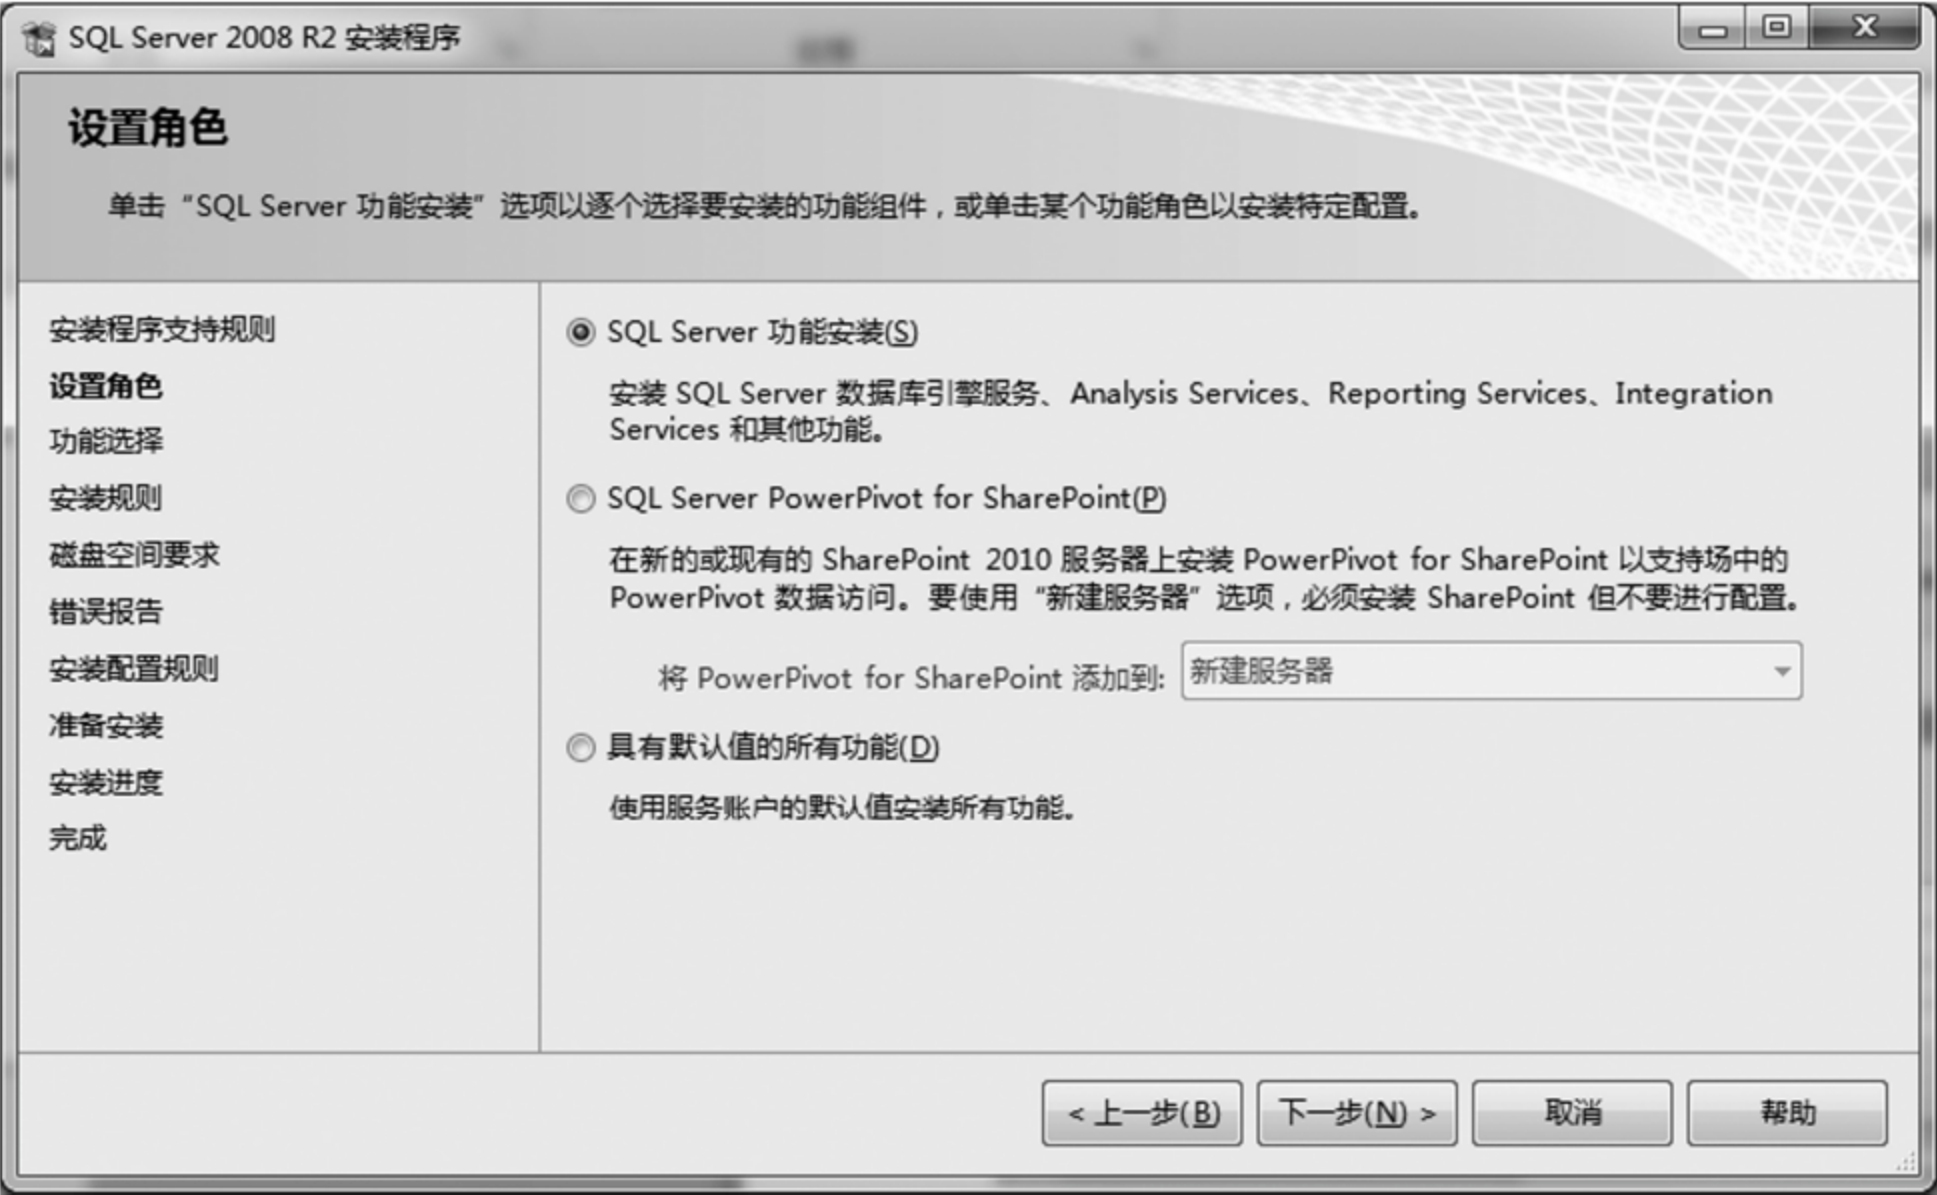 SQL Server 2008 R2 安装程序
设置角色
单击“SQL Server 功能安装”选项以逐个选择要安装的功能组件，或单击某个功能角色以安装特定配置。
安装程序支持规则
设置角色
功能选择
安装规则
磁盘空间要求
错误报告
安装配置规则
准备安装
安装进度
完成
SQL Server 功能安装(S)
安装 SQL Server 数据库引擎服务、Analysis Services、Reporting Services、Integration
Services 和其他功能。
SQL Server PowerPivot for SharePoint(P)
在新的或现有的 SharePoint 2010 服务器上安装 PowerPivot for SharePoint 以支持场中的
PowerPivot 数据访问。要使用“新建服务器”选项，必须安装 SharePoint 但不要进行配置。
将 PowerPivot for SharePoint 添加到: 新建服务器
具有默认值的所有功能(D)
使用服务账户的默认值安装所有功能。
< 上一步(B) 下一步(N) > 取消 帮助